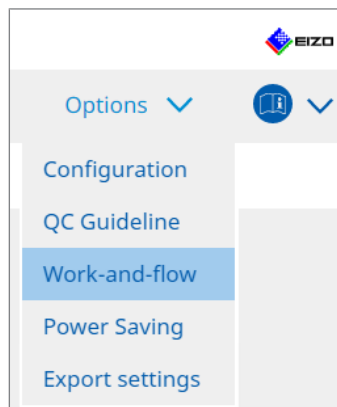 EIZO
Options
Configuration
QC Guideline
Work-and-flow
Power Saving
Export settings